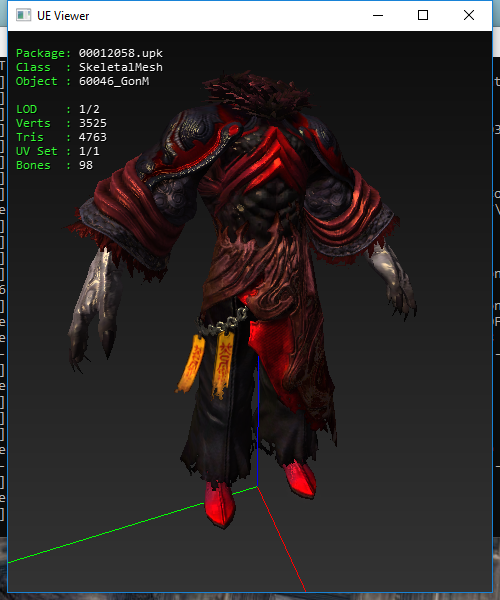 UE Viewer
Package: 00012058.upk
Class : SkeletalMesh
Object : 60046_GonM
LOD : 1/2
Verts : 3525
Tris : 4763
UV Set : 1/1
Bones : 98